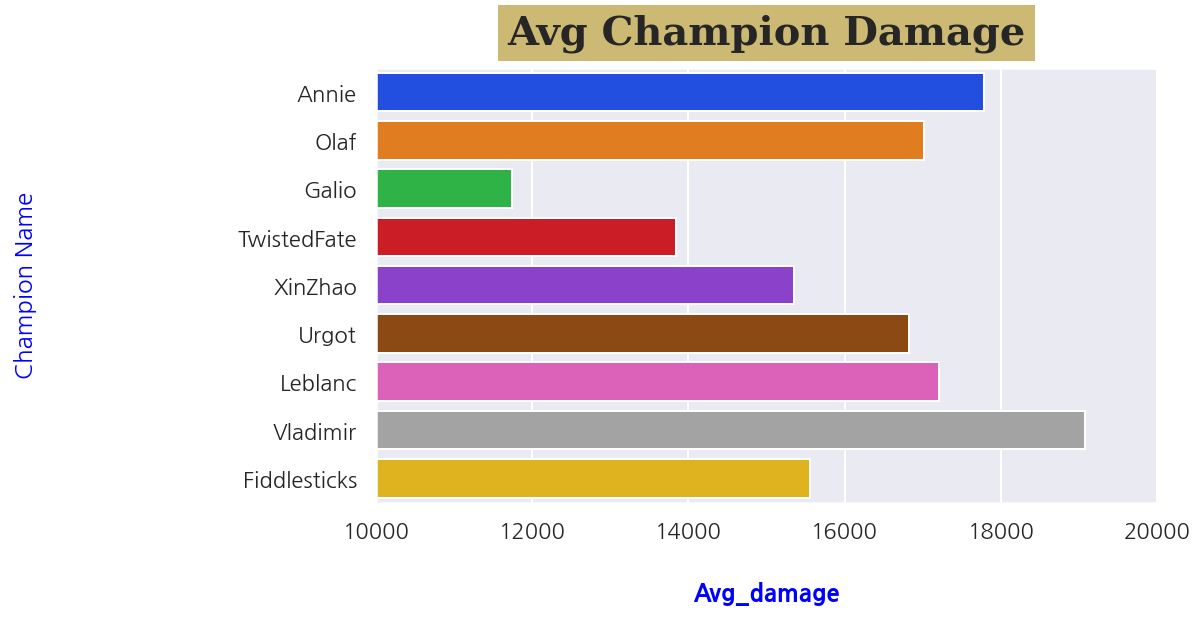 Avg Champion Damage
Champion Name
Annie
Olaf
Galio
TwistedFate
XinZhao
Urgot
Leblanc
Vladimir
Fiddlesticks
10000 12000 14000 16000 18000 20000
Avg_damage